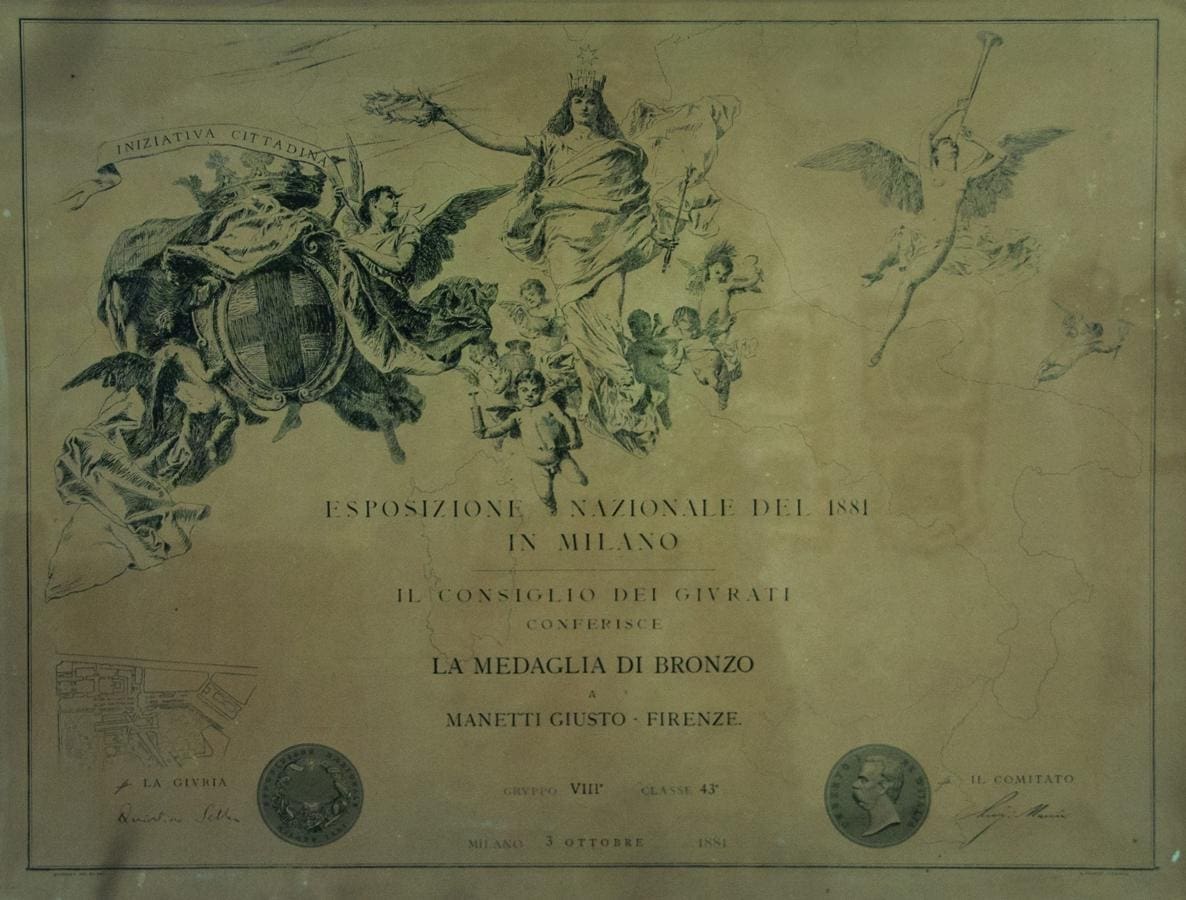 INIZIATIVA CITTADINA
ESPOSIZIONE NAZIONALE DEL 1881
IN MILANO
IL CONSIGLIO DEI GIVRATI
CONFERISCE
LA MEDAGLIA DI BRONZO
A
MANETTI GIUSTO - FIRENZE.
GRVPPO VIII° CLASSE 43ª
MILANO 3 OTTOBRE 1881
LA GIVRIA
IL COMITATO